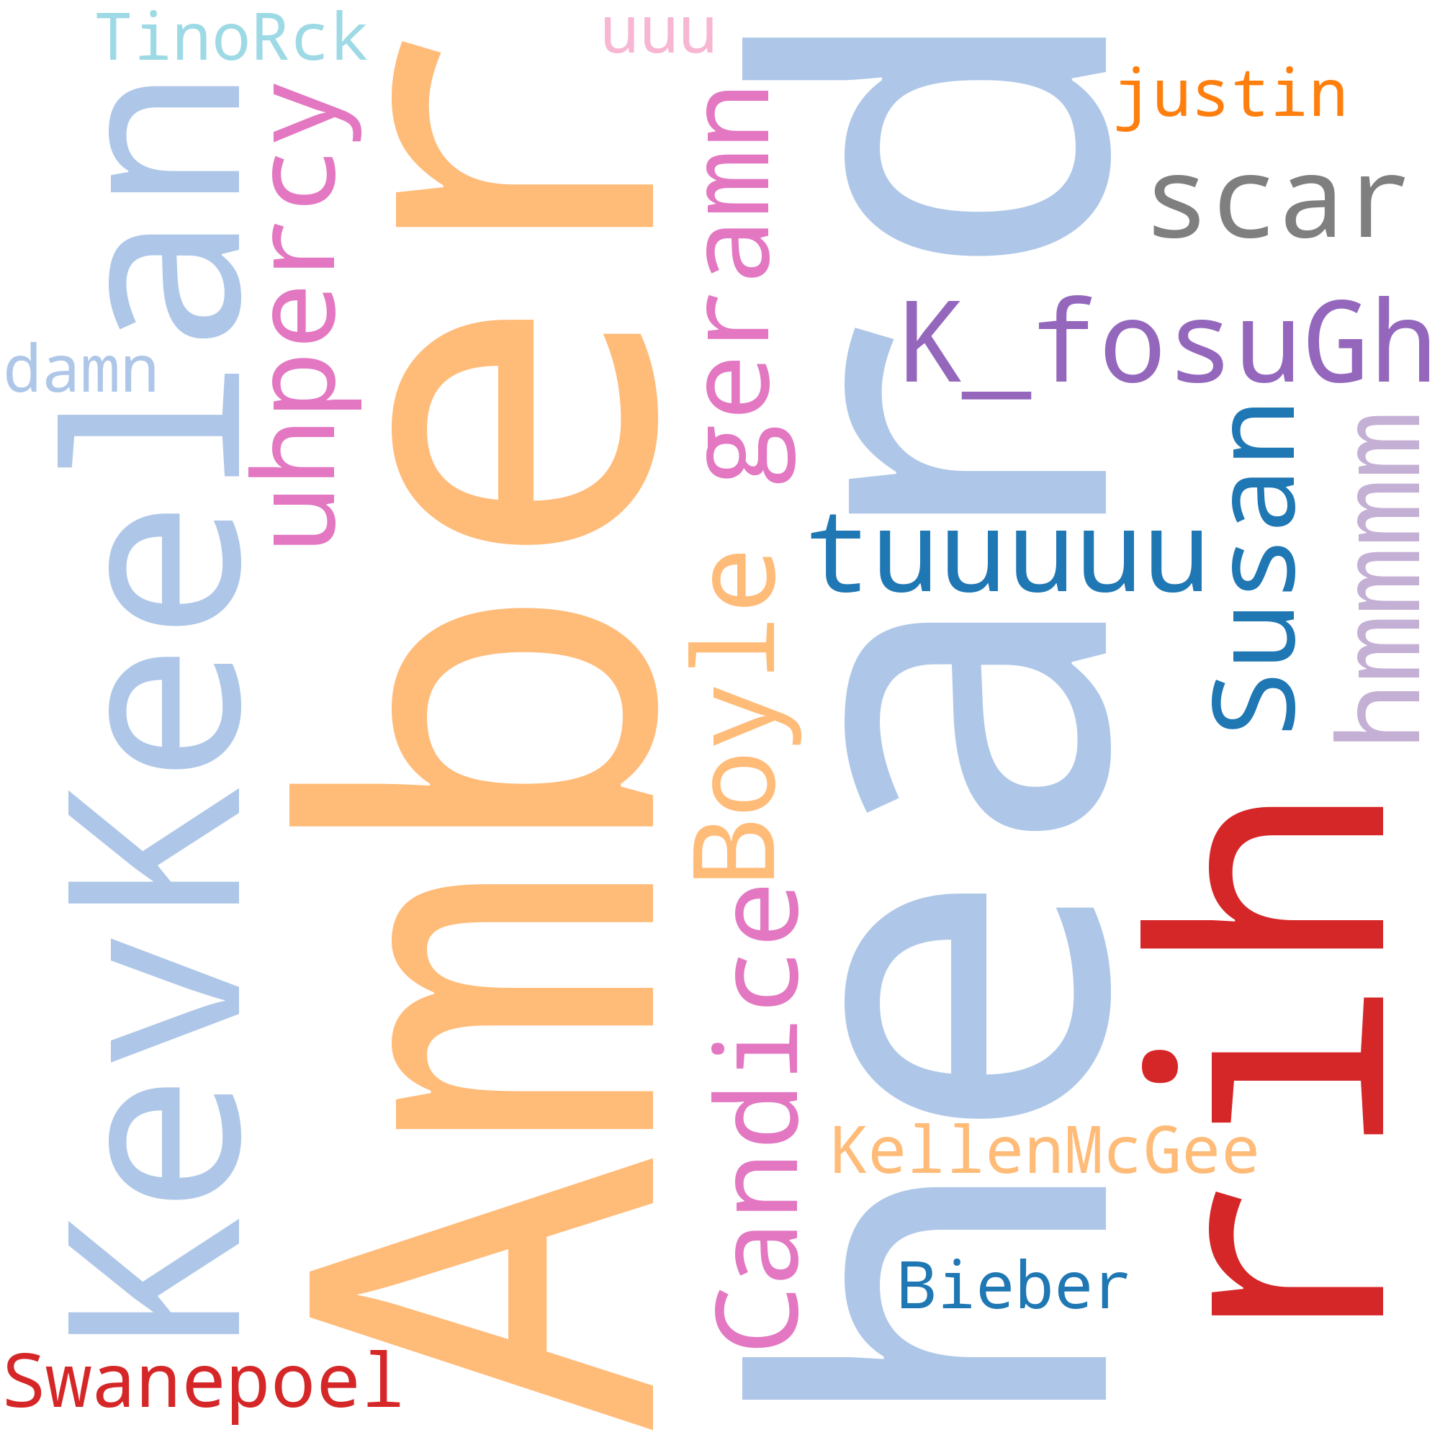 TinoRck
uuu
justin
scar
K_fosuGh
damn
KevKeelan
uhpercy
Amber
geramn
heard
tuuuuu
Susan
hmmmm
Boyle
Candice
rih
KellenMcGee
Bieber
Swanepoel